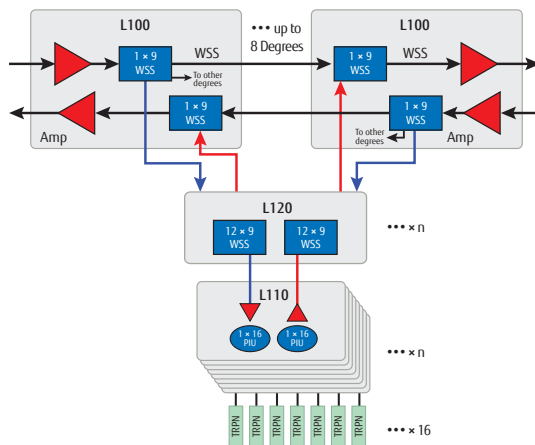 L100
••• up to
8 Degrees
L100
1 × 9
WSS
WSS
To other
degrees
1 × 9
WSS
WSS
Amp
1 × 9
WSS
To other
degrees
1 × 9
WSS
Amp
L120
12 × 9
WSS
12 × 9
WSS
••• × n
L110
1 × 16
PIU
1 × 16
PIU
••• × n
TRPN
TRPN
TRPN
TRPN
TRPN
TRPN
TRPN
••• × 16